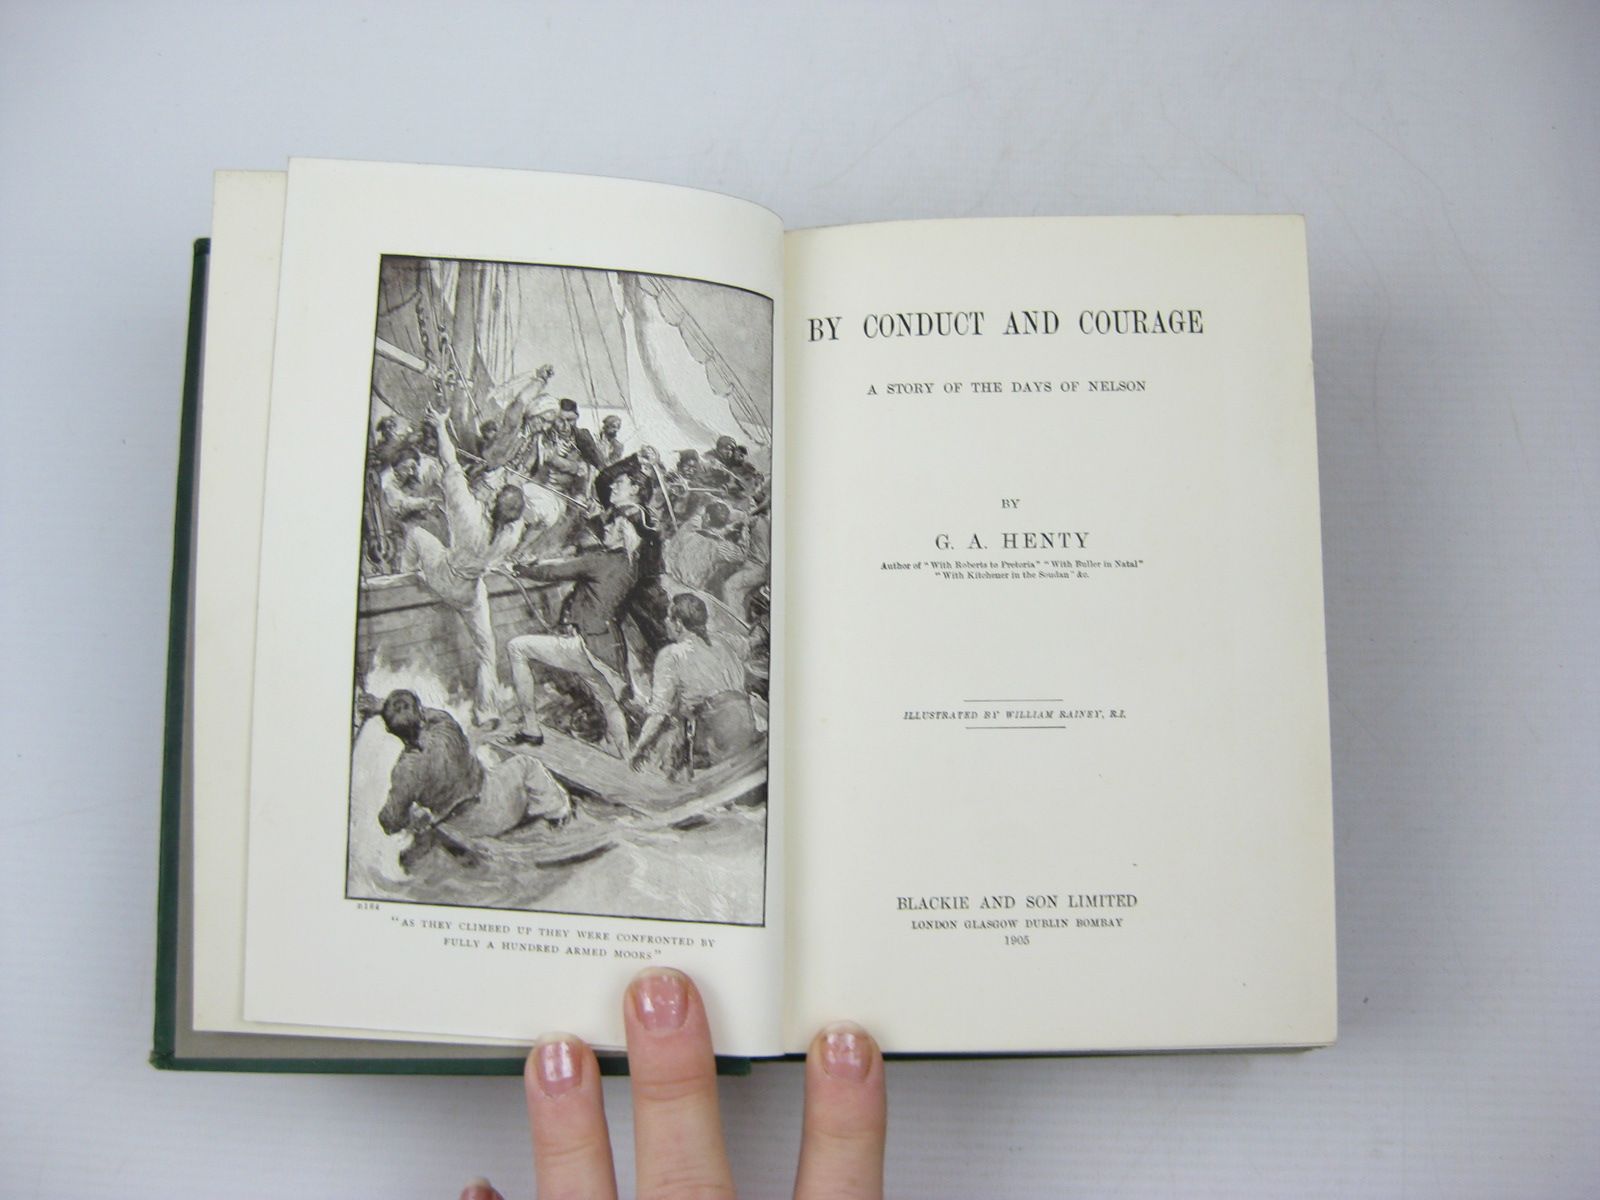 B184
"AS THEY CLIMBED UP THEY WERE CONFRONTED BY
FULLY A HUNDRED ARMED MOORS"
BY CONDUCT AND COURAGE
A STORY OF THE DAYS OF NELSON
BY
G. A. HENTY
Author of "With Roberts to Pretoria" "With Buller in Natal"
"With Kitchener in the Soudan" &c.
ILLUSTRATED BY WILLIAM RAINEY, R.I.
BLACKIE AND SON LIMITED
LONDON GLASGOW DUBLIN BOMBAY
1905